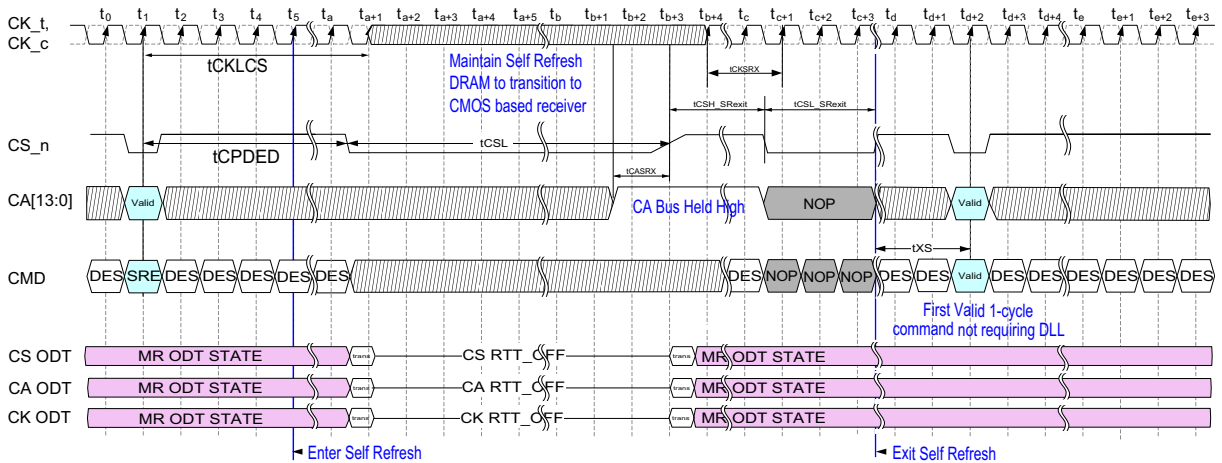 t0 t1 t2 t3 t4 t5 ta ta+1 ta+2 ta+3 ta+4 ta+5 tb tb+1 tb+2 tb+3 tb+4 tc tc+1 tc+2 tc+3 td td+1 td+2 td+3 td+4 te te+1 te+2 te+3
CK_t,
CK_c
tCKLCS
Maintain Self Refresh
DRAM to transition to
CMOS based receiver
tCKSRX
tCSH_SRexit
tCSL_SRexit
CS_n
tCPDED
tCSL
tCASRX
CA[13:0]
Valid
CA Bus Held High
NOP
Valid
tXS
CMD
DES SRE DES DES DES DES DES DES NOP NOP NOP DES DES Valid DES DES DES DES DES DES
First Valid 1-cycle
command not requiring DLL
CS ODT
MR ODT STATE
trans
CS RTT_OFF
trans
MR ODT STATE
CA ODT
MR ODT STATE
trans
CA RTT_OFF
trans
MR ODT STATE
CK ODT
MR ODT STATE
trans
CK RTT_OFF
trans
MR ODT STATE
Enter Self Refresh
Exit Self Refresh